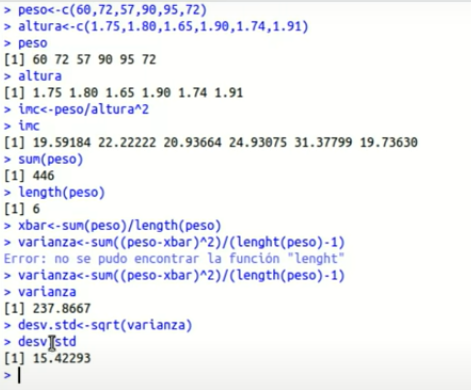 > peso<-c(60,72,57,90,95,72)
> altura<-c(1.75,1.80,1.65,1.90,1.74,1.91)
> peso
[1] 60 72 57 90 95 72
> altura
[1] 1.75 1.80 1.65 1.90 1.74 1.91
> imc<-peso/altura^2
> imc
[1] 19.59184 22.22222 20.93664 24.93075 31.37799 19.73630
> sum(peso)
[1] 446
> length(peso)
[1] 6
> xbar<-sum(peso)/length(peso)
> varianza<-sum((peso-xbar)^2)/(lenght(peso)-1)
Error: no se pudo encontrar la función "lenght"
> varianza<-sum((peso-xbar)^2)/(length(peso)-1)
> varianza
[1] 237.8667
> desv.std<-sqrt(varianza)
> desv.std
[1] 15.42293
>